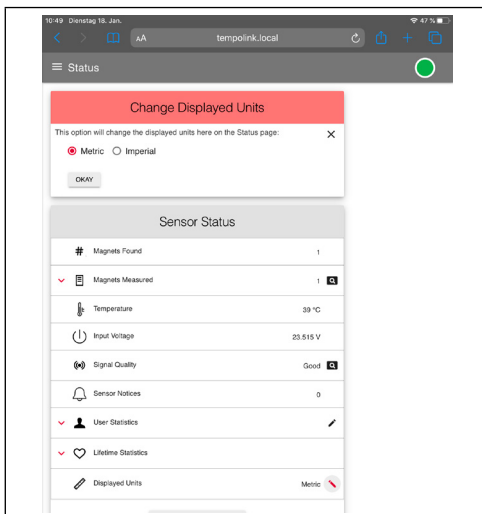 10:49 Dienstag 18. Jan. 47 %
AA tempolink.local
Status
Change Displayed Units
This option will change the displayed units here on the Status page:
Metric Imperial
OKAY
Sensor Status
# Magnets Found 1
Magnets Measured 1
Temperature 39 °C
Input Voltage 23.515 V
Signal Quality Good
Sensor Notices 0
User Statistics
Lifetime Statistics
Displayed Units Metric